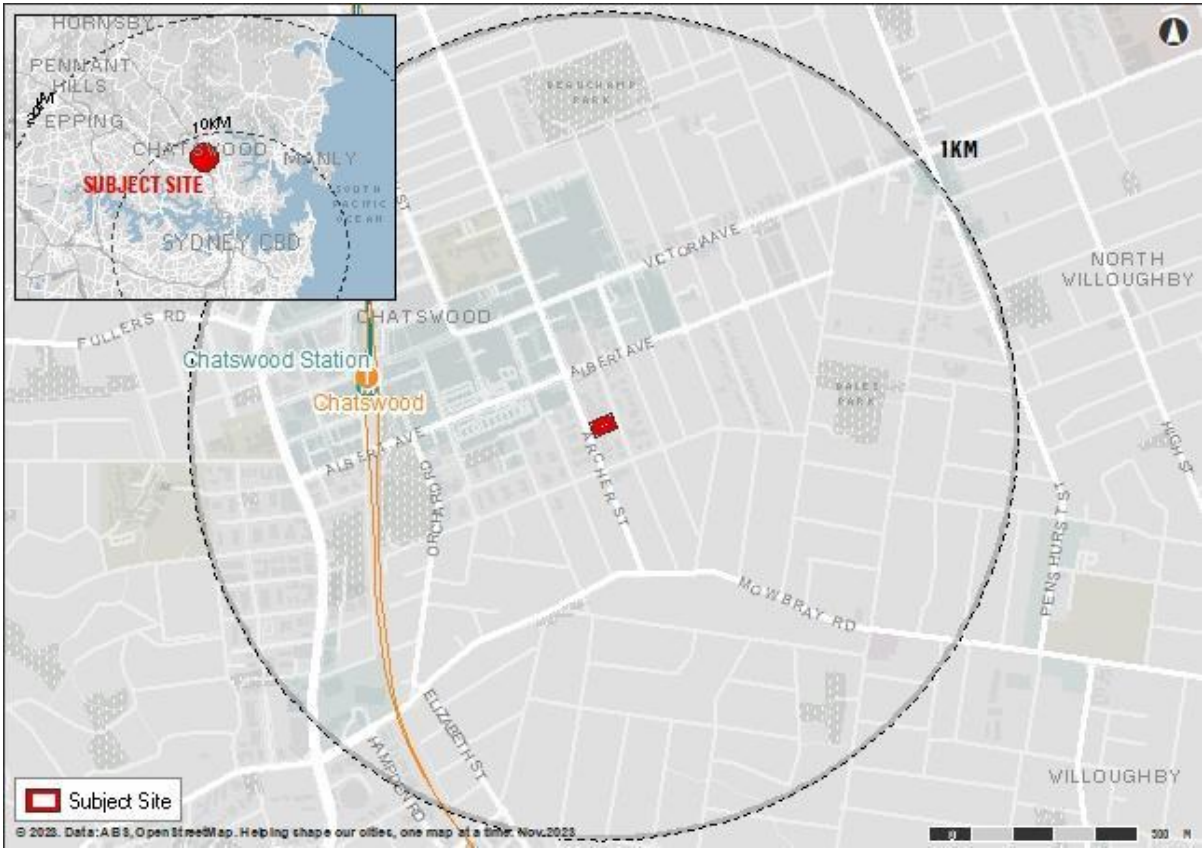 HORNSBY
PENNANT
HILLS
EPPING
10KM
CHATSWOOD
MANLY
SUBJECT SITE
SOUTH
PACIFIC
OCEAN
SYDNEY CBD
BEAUCHAMP
PARK
1KM
VICTORIA AVE
NORTH
WILLOUGHBY
FULLERS RD
CHATSWOOD
Chatswood Station
Chatswood
ALBERT AVE
ALBERT AVE
DALES
PARK
ARCHER ST
ORCHARD RD
HIGH ST
PENSHURST ST
MOWBRAY RD
ELIZABETH ST
HAMPDEN RD
WILLOUGHBY
Subject Site
© 2023. Data: ABS, OpenStreetMap. Helping shape our cities, one map at a time. Nov.2023
0
500 M